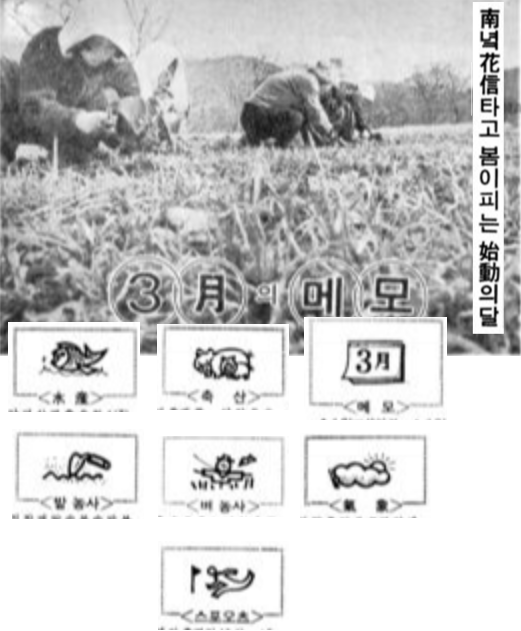 南녘 花信타고 봄이 피는 始動의 달
3月의 메모
水産
축산
3月
메모
밭농사
벼농사
氣象
스포오츠